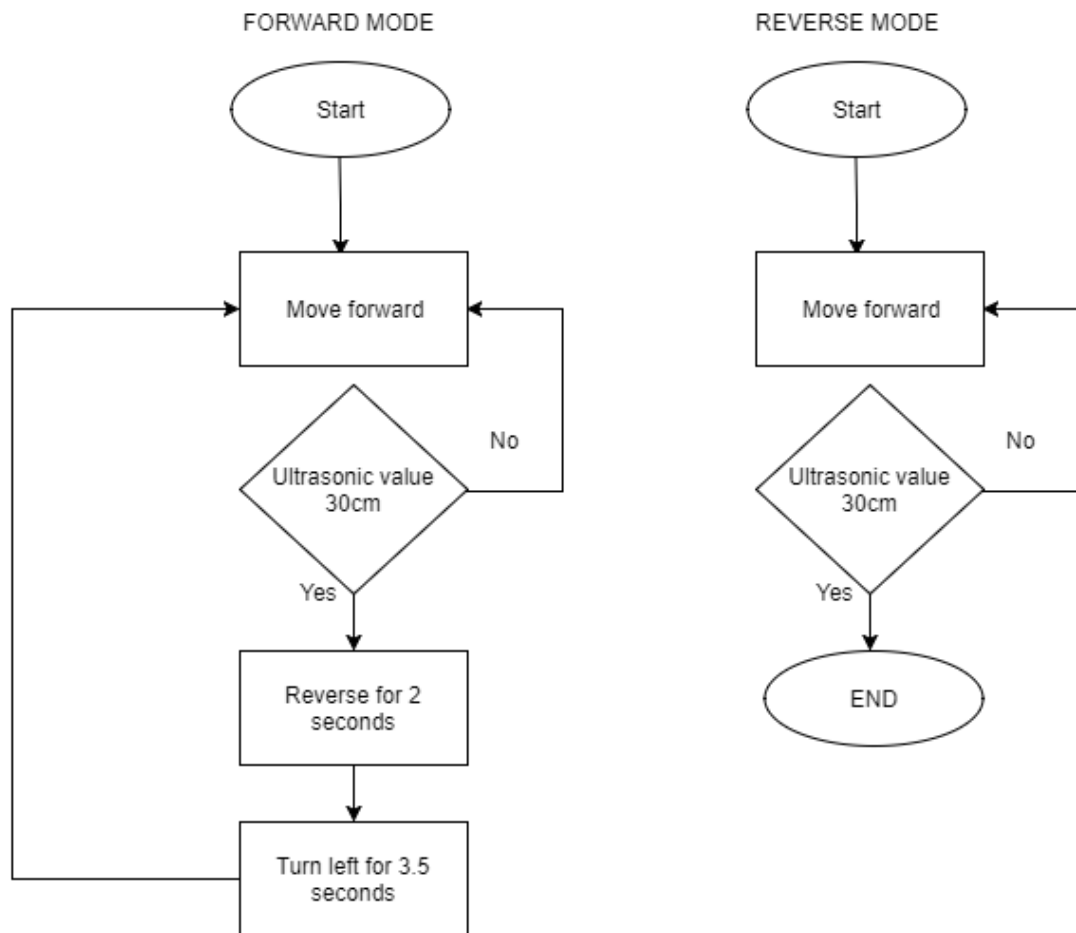 FORWARD MODE
Start
Move forward
No
Ultrasonic value
30cm
Yes
Reverse for 2
seconds
Turn left for 3.5
seconds
REVERSE MODE
Start
Move forward
No
Ultrasonic value
30cm
Yes
END